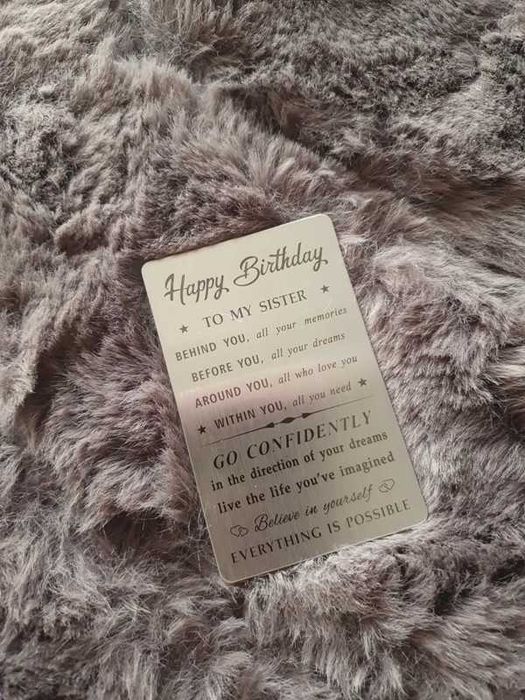 Happy Birthday
TO MY SISTER
BEHIND YOU, all your memories
BEFORE YOU, all your dreams
AROUND YOU, all who love you
WITHIN YOU, all you need
GO CONFIDENTLY
in the direction of your dreams
live the life you've imagined
Believe in yourself
EVERYTHING IS POSSIBLE